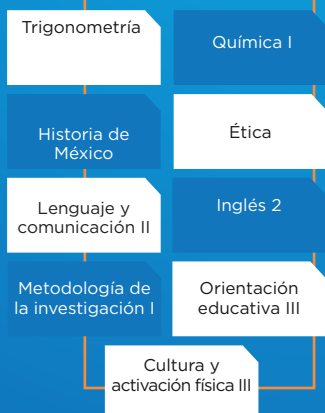 Trigonometría
Química I
Historia de
México
Ética
Lenguaje y
comunicación II
Inglés 2
Metodología de
la investigación I
Orientación
educativa III
Cultura y
activación física III